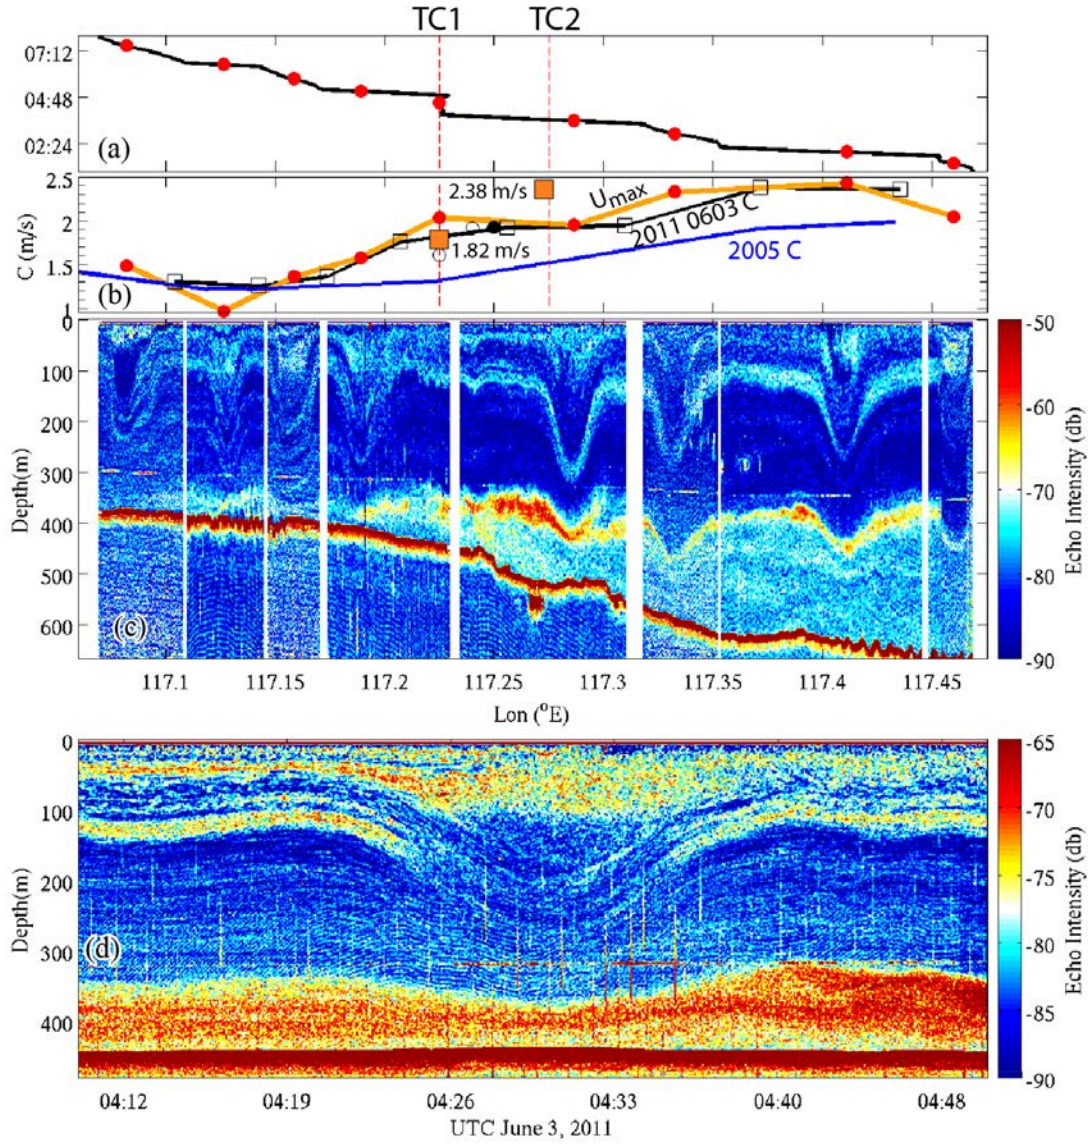 TC1 TC2
07:12
04:48
02:24
(a)
2.5
2
1.5
1
C (m/s)
2.38 m/s
Umax
2011 0603 C
1.82 m/s
2005 C
(b)
0
100
200
300
400
500
600
Depth(m)
(c)
-50
-60
-70
-80
-90
Echo Intensity (db)
117.1 117.15 117.2 117.25 117.3 117.35 117.4 117.45
Lon (°E)
0
100
200
300
400
Depth(m)
(d)
-65
-70
-75
-80
-85
-90
Echo Intensity (db)
04:12 04:19 04:26 04:33 04:40 04:48
UTC June 3, 2011